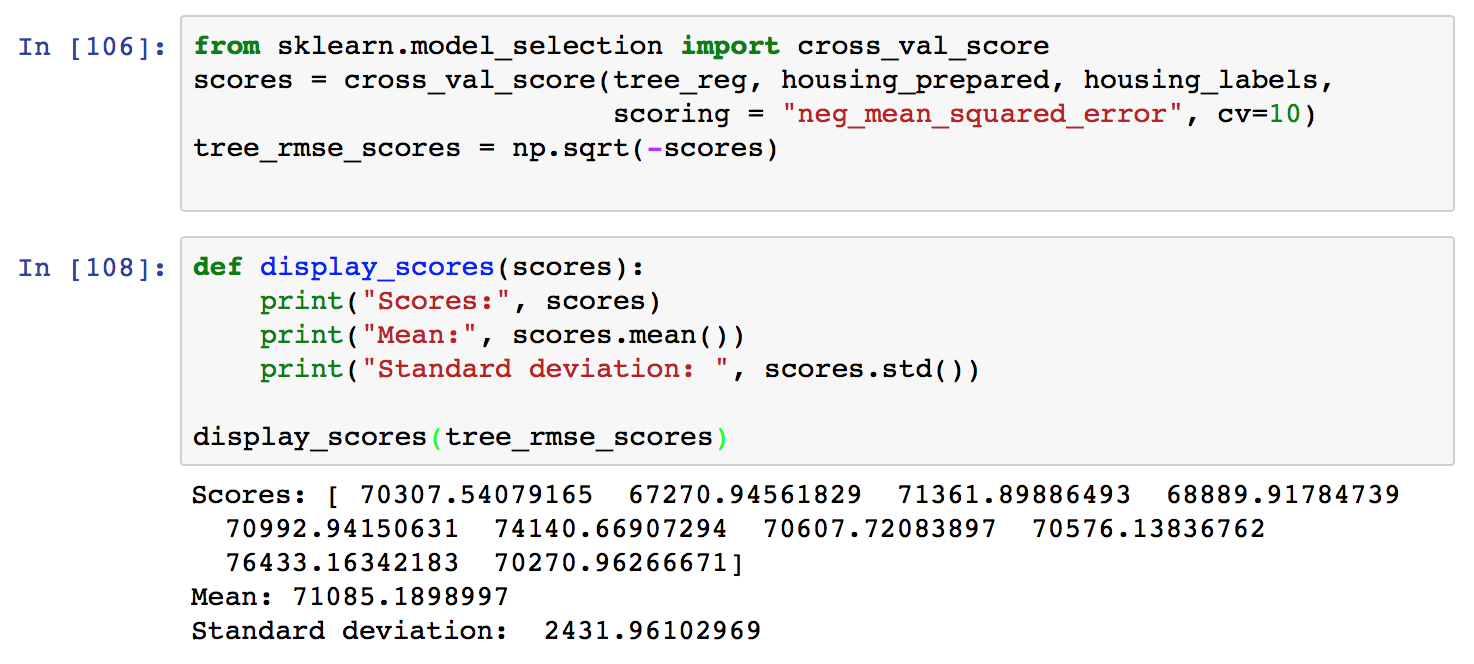 In [106]: from sklearn.model_selection import cross_val_score
scores = cross_val_score(tree_reg, housing_prepared, housing_labels,
                         scoring = "neg_mean_squared_error", cv=10)
tree_rmse_scores = np.sqrt(-scores)
In [108]: def display_scores(scores):
    print("Scores:", scores)
    print("Mean:", scores.mean())
    print("Standard deviation: ", scores.std())
display_scores(tree_rmse_scores)
Scores: [ 70307.54079165  67270.94561829  71361.89886493  68889.91784739
  70992.94150631  74140.66907294  70607.72083897  70576.13836762
  76433.16342183  70270.96266671]
Mean: 71085.1898997
Standard deviation:  2431.96102969